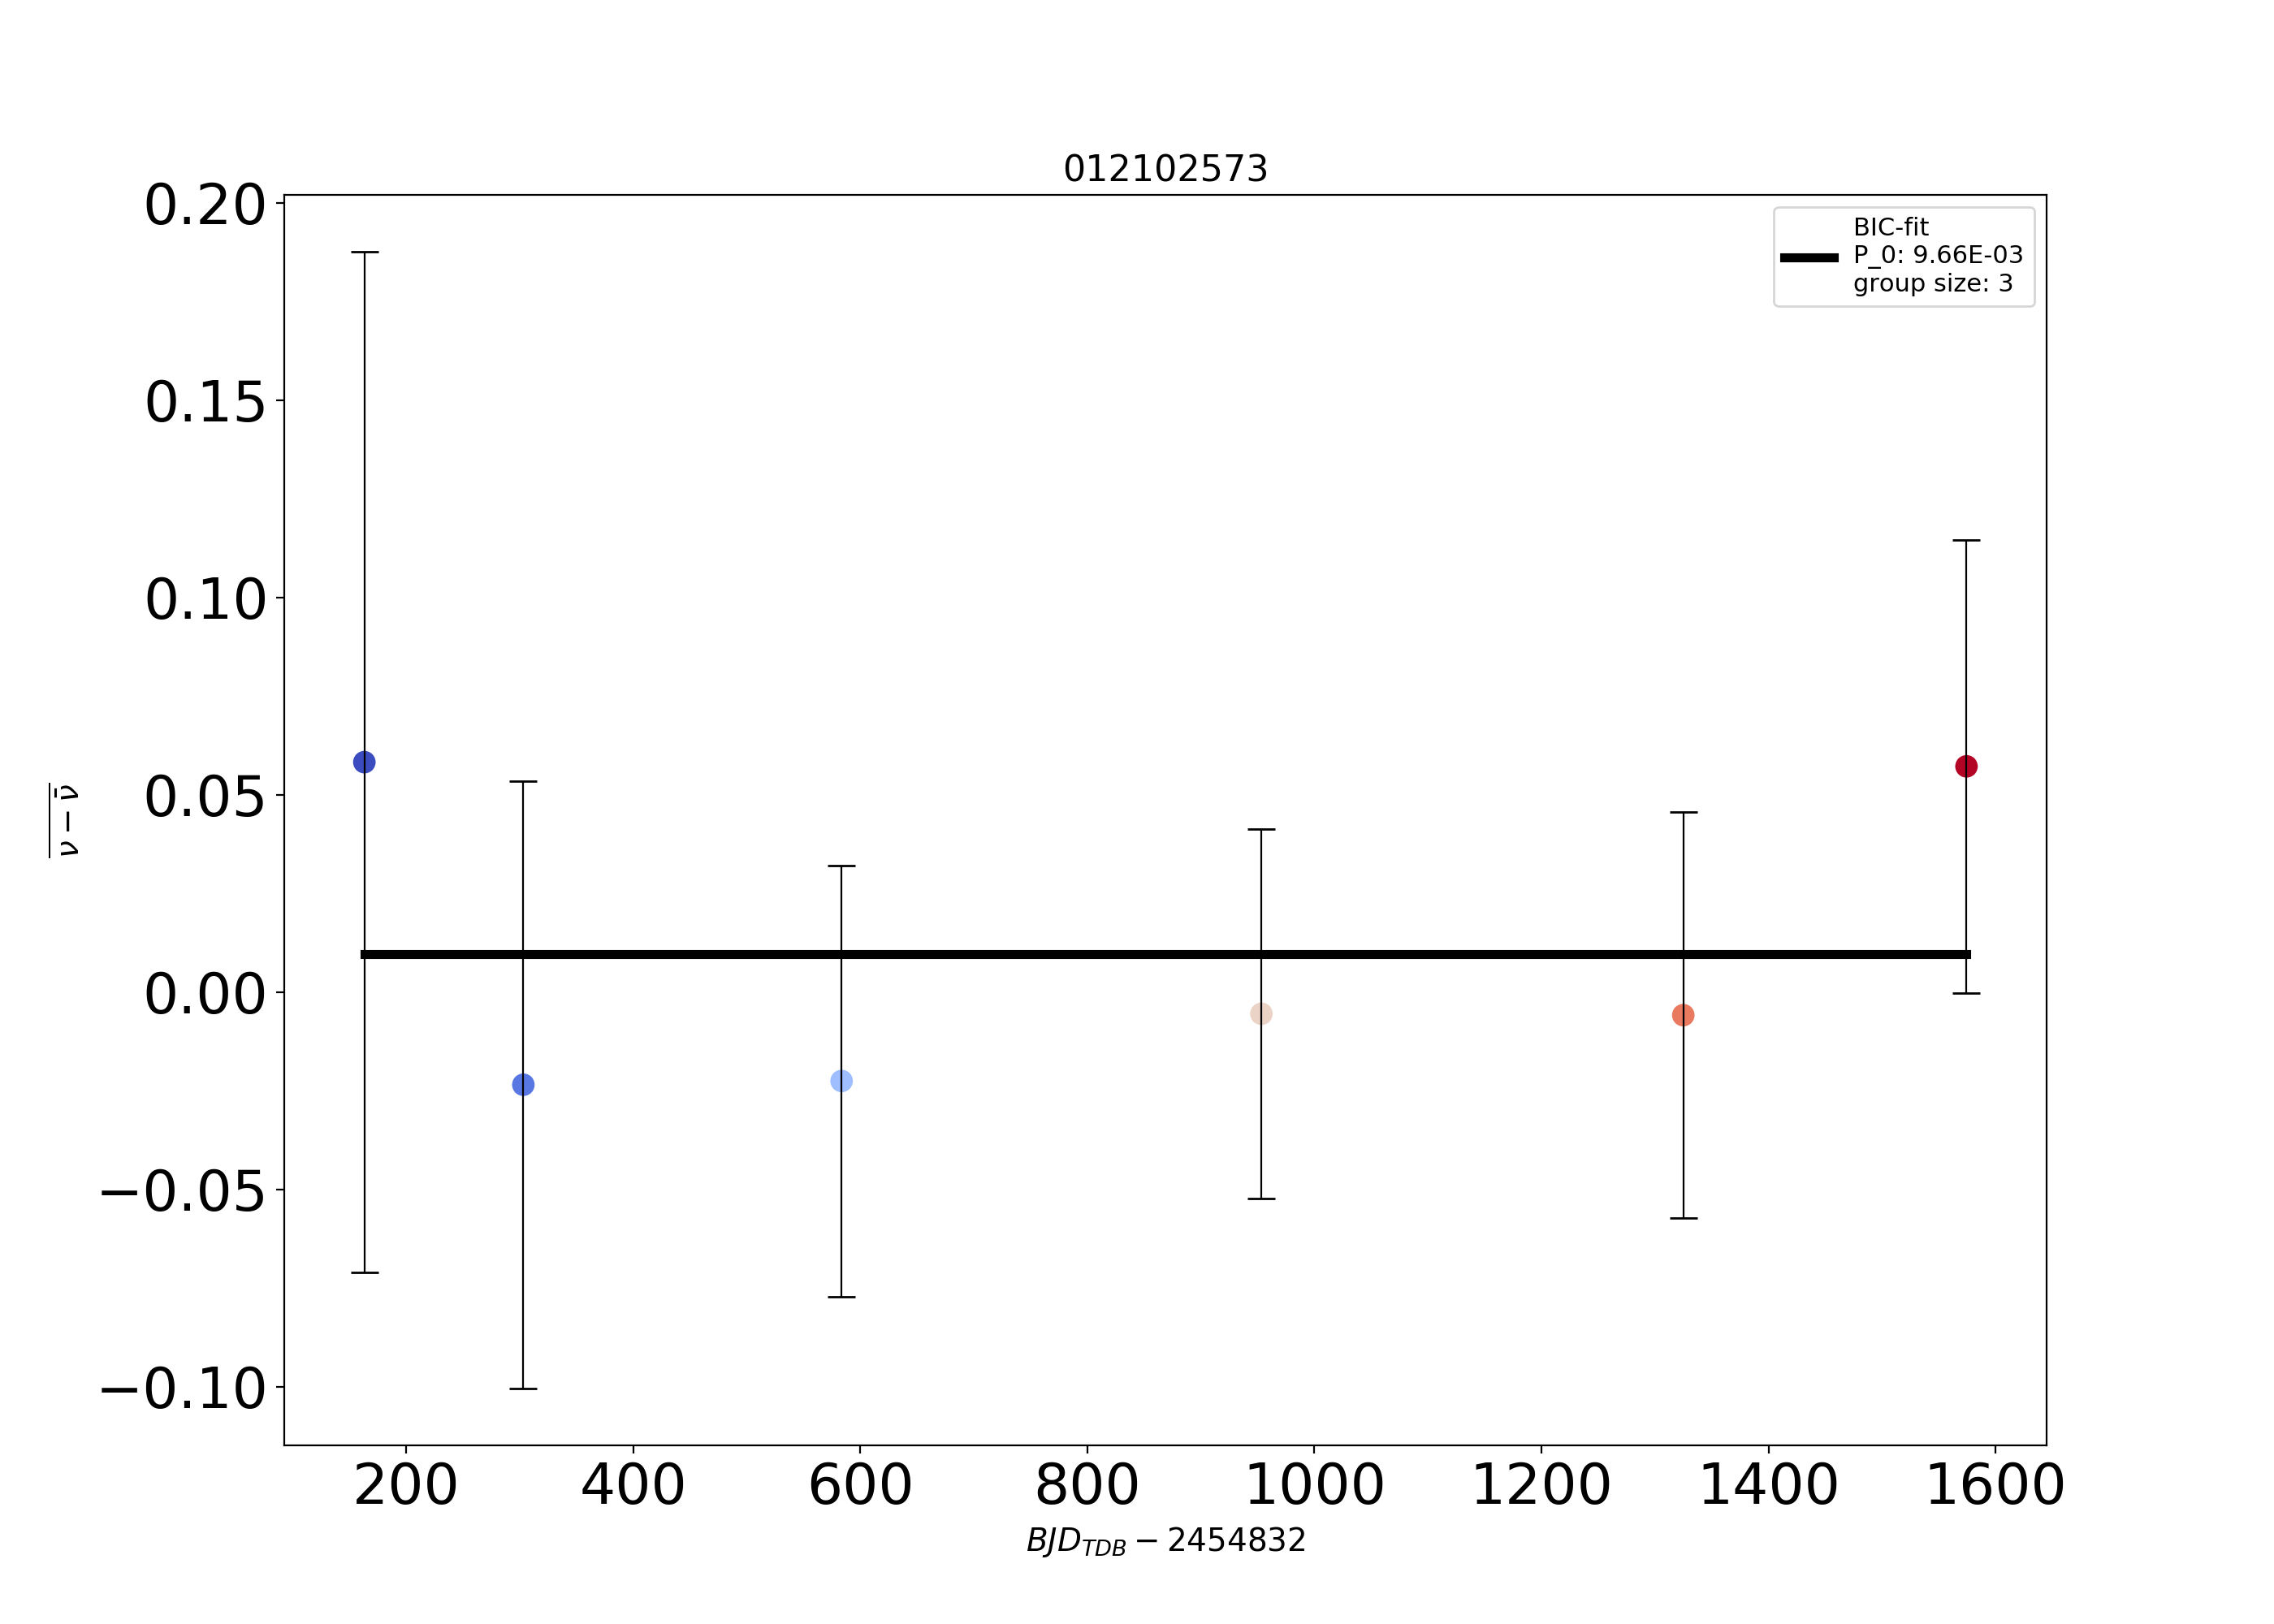 012102573
BIC-fit
P_0: 9.66E-03
group size: 3
0.20
0.15
0.10
0.05
0.00
−0.05
−0.10
ν − ν̄
200 400 600 800 1000 1200 1400 1600
BJD_TDB − 2454832